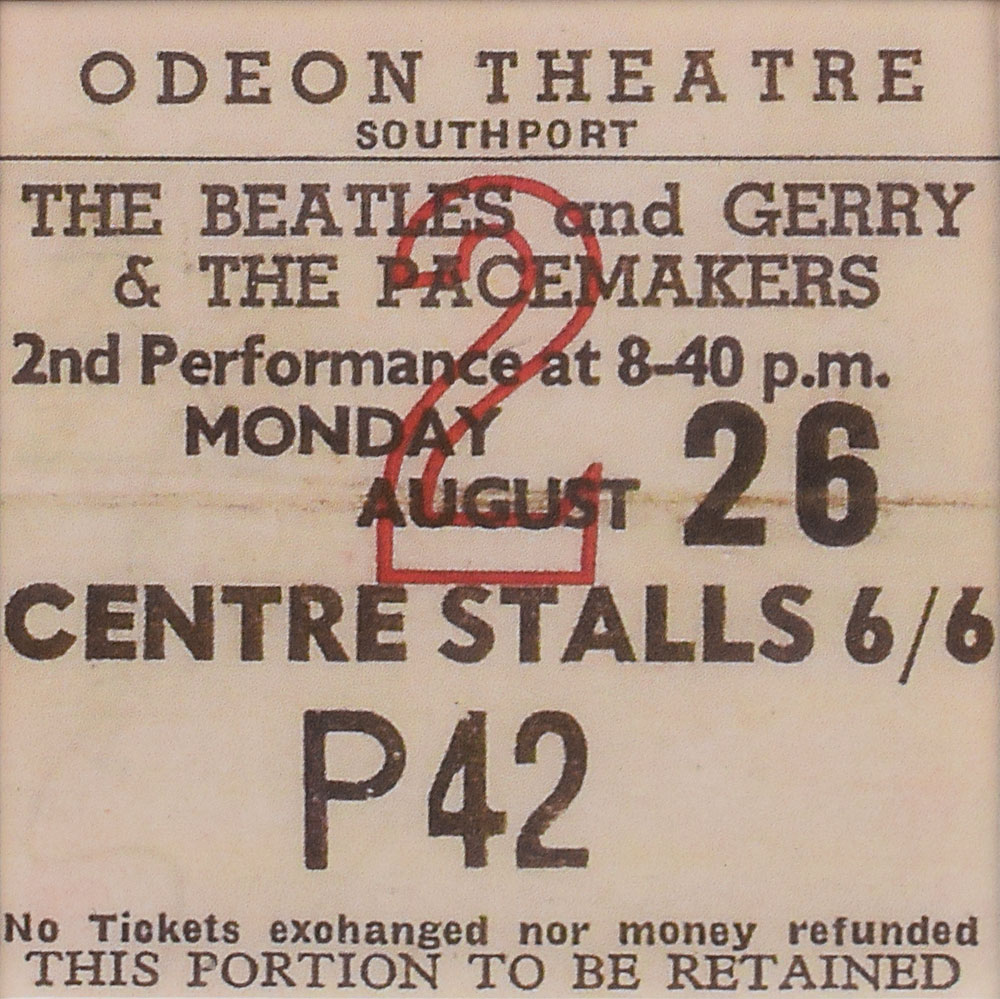 ODEON THEATRE
SOUTHPORT
THE BEATLES and GERRY
& THE PACEMAKERS
2nd Performance at 8-40 p.m.
MONDAY
AUGUST 26
2
CENTRE STALLS 6/6
P42
No Tickets exchanged nor money refunded
THIS PORTION TO BE RETAINED